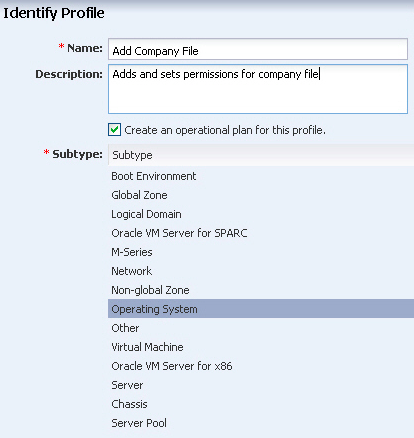 Identify Profile
* Name: Add Company File
Description: Adds and sets permissions for company file
Create an operational plan for this profile.
* Subtype: Subtype
Boot Environment
Global Zone
Logical Domain
Oracle VM Server for SPARC
M-Series
Network
Non-global Zone
Operating System
Other
Virtual Machine
Oracle VM Server for x86
Server
Chassis
Server Pool